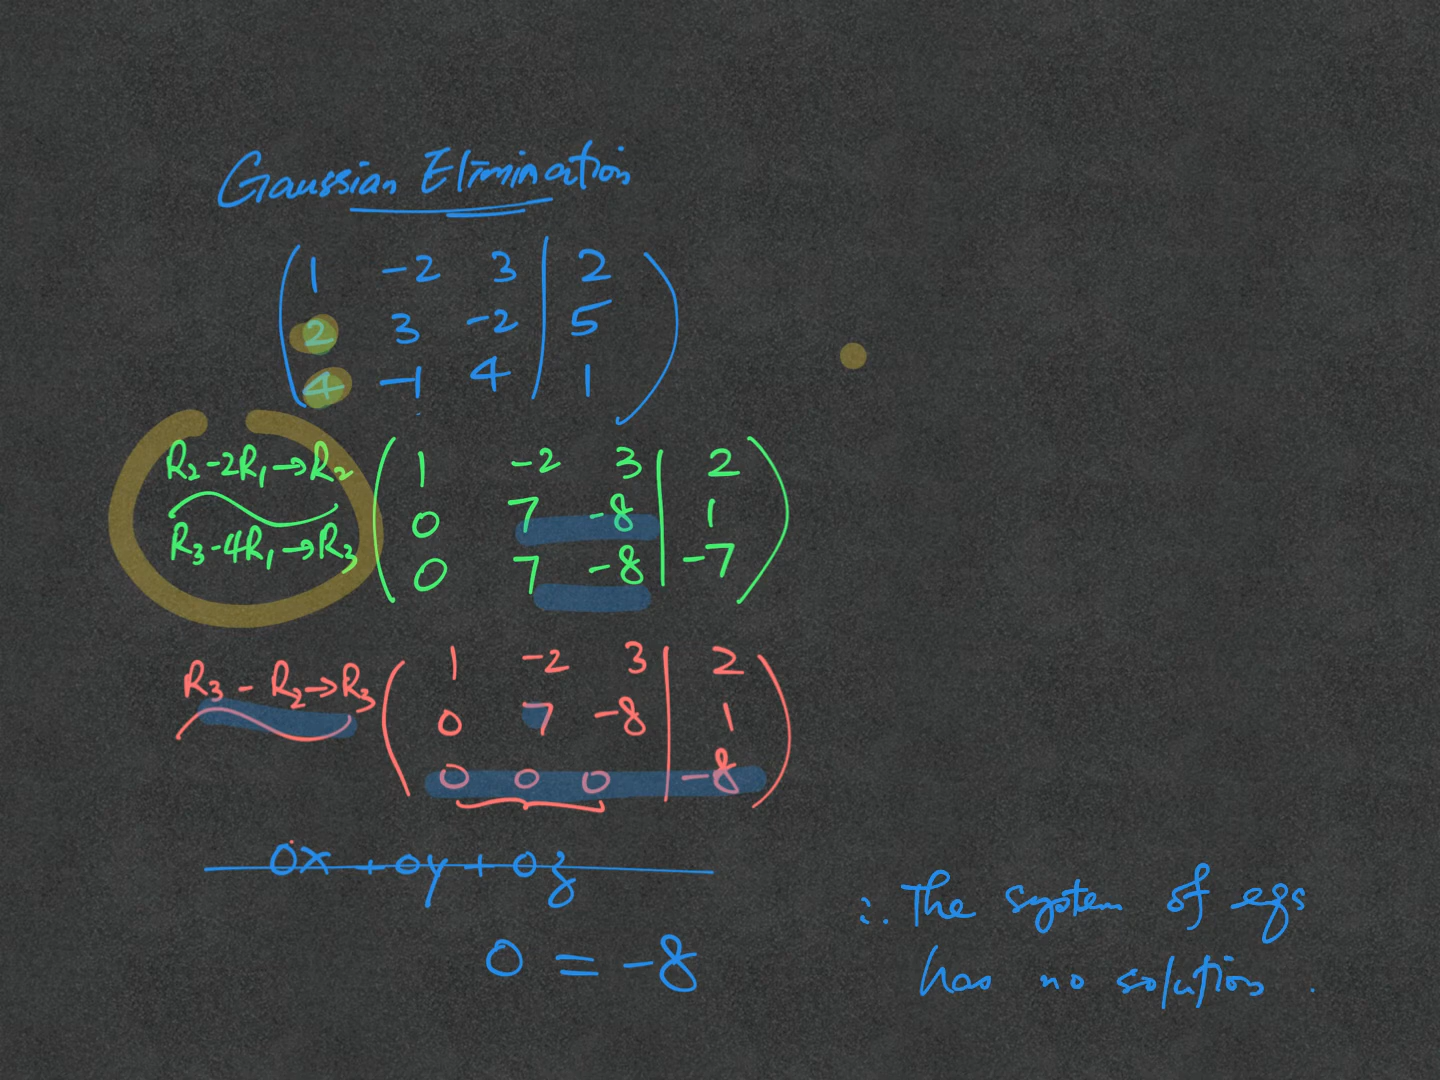 Gaussian Elimination
1 -2 3 | 2
2 3 -2 | 5
4 -1 4 | 1
R2-2R1→R2
R3-4R1→R3
1 -2 3 | 2
0 7 -8 | 1
0 7 -8 | -7
R3 - R2→R3
1 -2 3 | 2
0 7 -8 | 1
0 0 0 | -8
0x + 0y + 0z
0 = -8
∴ The system of eqs
has no solution.